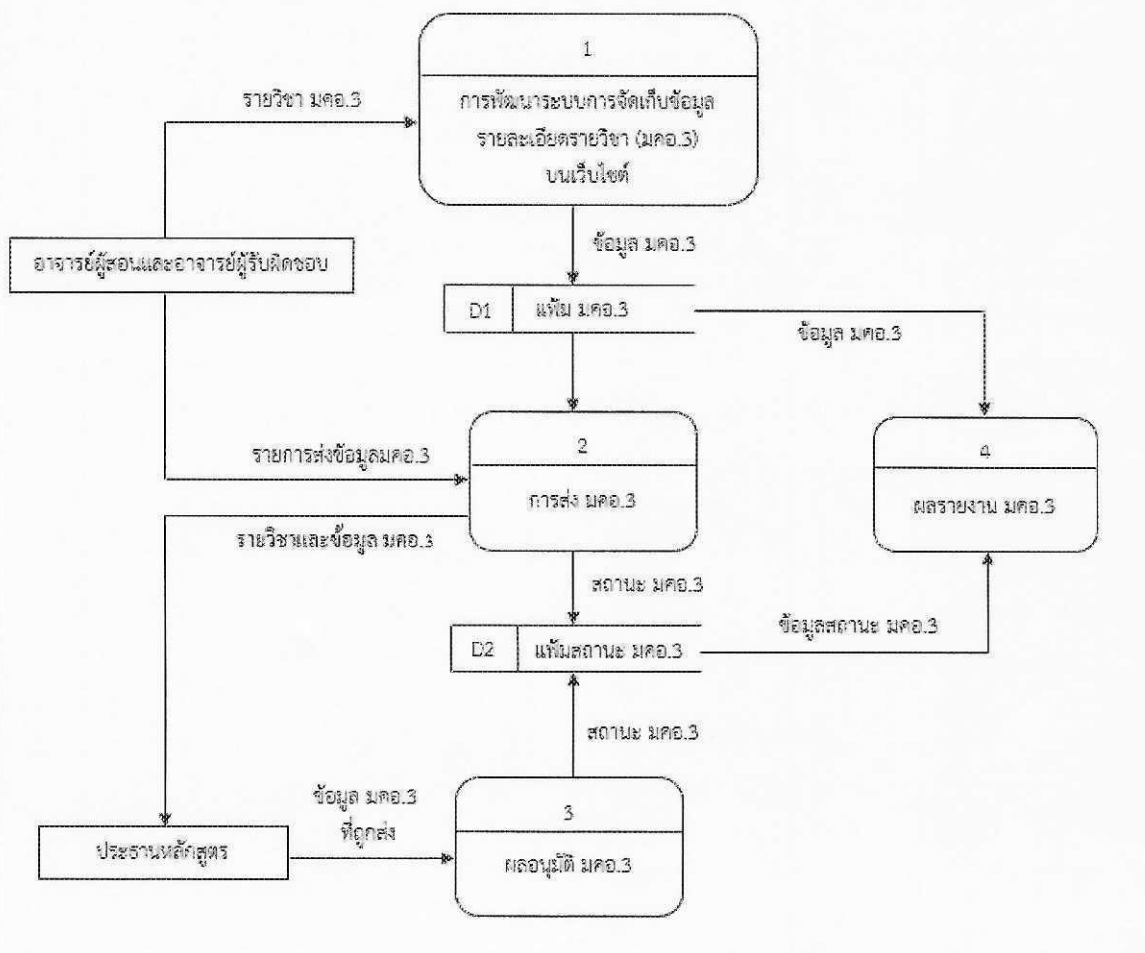 1
รายวิชา มคอ.3
การพัฒนาระบบการจัดเก็บข้อมูล
รายละเอียดรายวิชา (มคอ.3)
บนเว็บไซต์
อาจารย์ผู้สอนและอาจารย์ผู้รับผิดชอบ
ข้อมูล มคอ.3
D1
แฟ้ม มคอ.3
ข้อมูล มคอ.3
2
รายการส่งข้อมูลมคอ.3
การส่ง มคอ.3
4
ผลรายงาน มคอ.3
รายวิชาและข้อมูล มคอ.3
สถานะ มคอ.3
D2
แฟ้มสถานะ มคอ.3
ข้อมูลสถานะ มคอ.3
สถานะ มคอ.3
ข้อมูล มคอ.3
ที่ถูกส่ง
3
ประธานหลักสูตร
ผลอนุมัติ มคอ.3